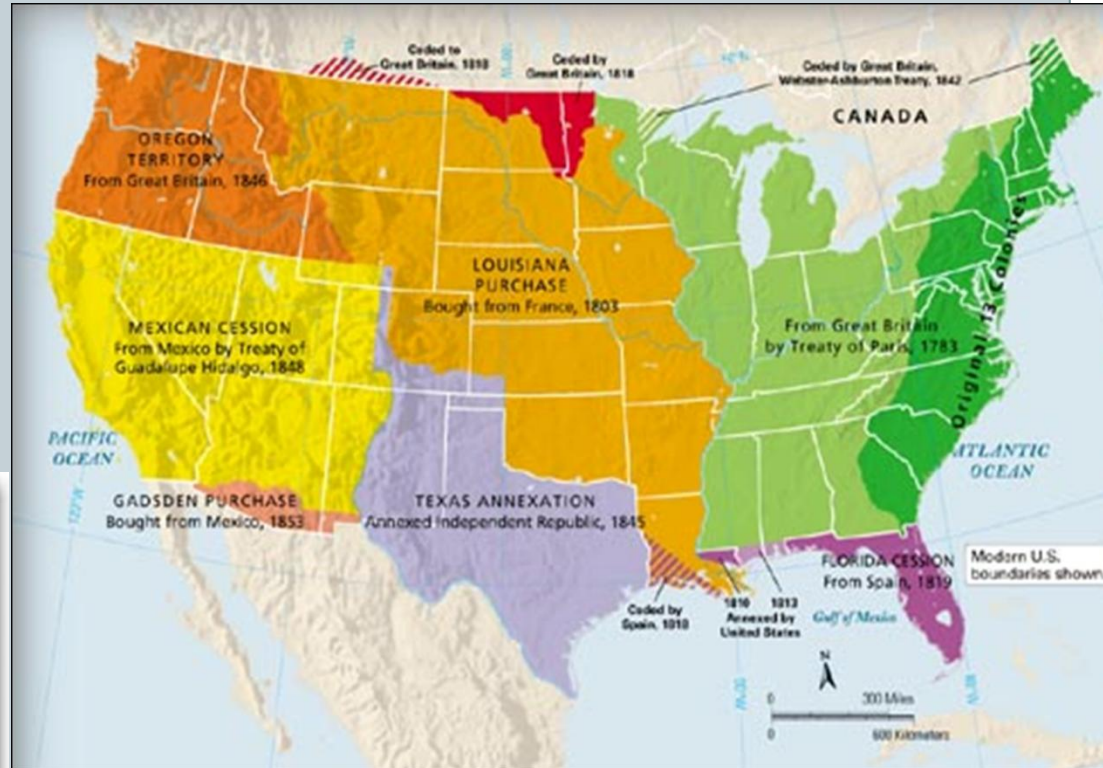 Ceded to
Great Britain, 1818
Ceded by
Great Britain, 1818
Ceded by Great Britain,
Webster-Ashburton Treaty, 1842
CANADA
OREGON
TERRITORY
From Great Britain, 1846
LOUISIANA
PURCHASE
Bought from France, 1803
MEXICAN CESSION
From Mexico by Treaty of
Guadalupe Hidalgo, 1848
From Great Britain
by Treaty of Paris, 1783
Original 13 Colonies
PACIFIC
OCEAN
ATLANTIC
OCEAN
GADSDEN PURCHASE
Bought from Mexico, 1853
TEXAS ANNEXATION
Annexed Independent Republic, 1845
FLORIDA CESSION
From Spain, 1819
Modern U.S.
boundaries shown
Ceded by
Spain, 1819
1810
1813
Annexed by
United States
Gulf of Mexico
N
0
300 Miles
0
600 Kilometers
120°W
90°W